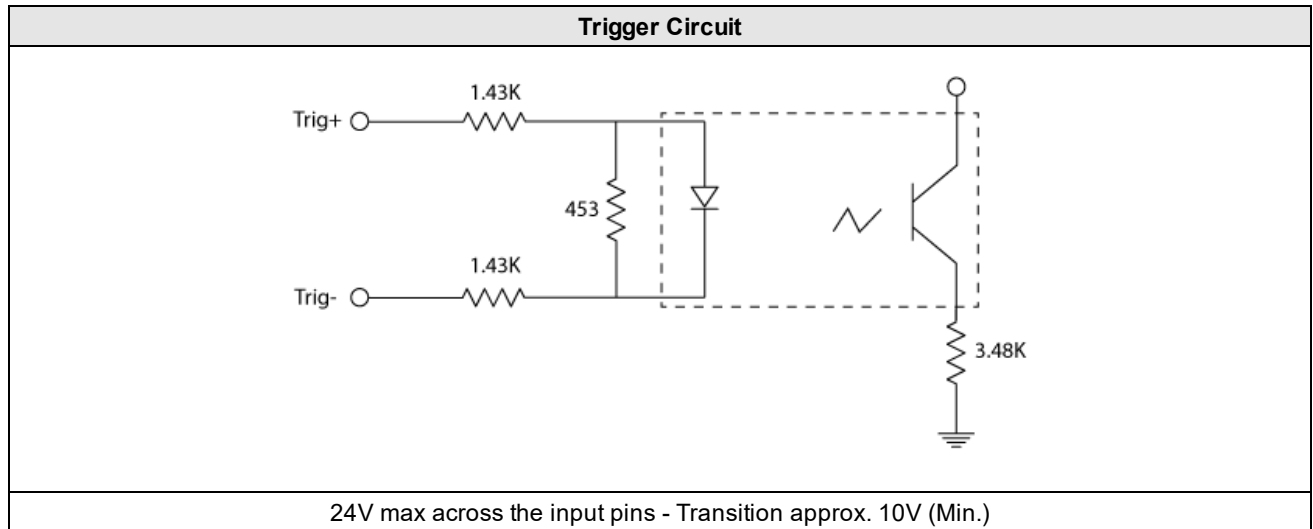 Trigger Circuit
1.43K
Trig+
453
1.43K
Trig-
3.48K
24V max across the input pins - Transition approx. 10V (Min.)